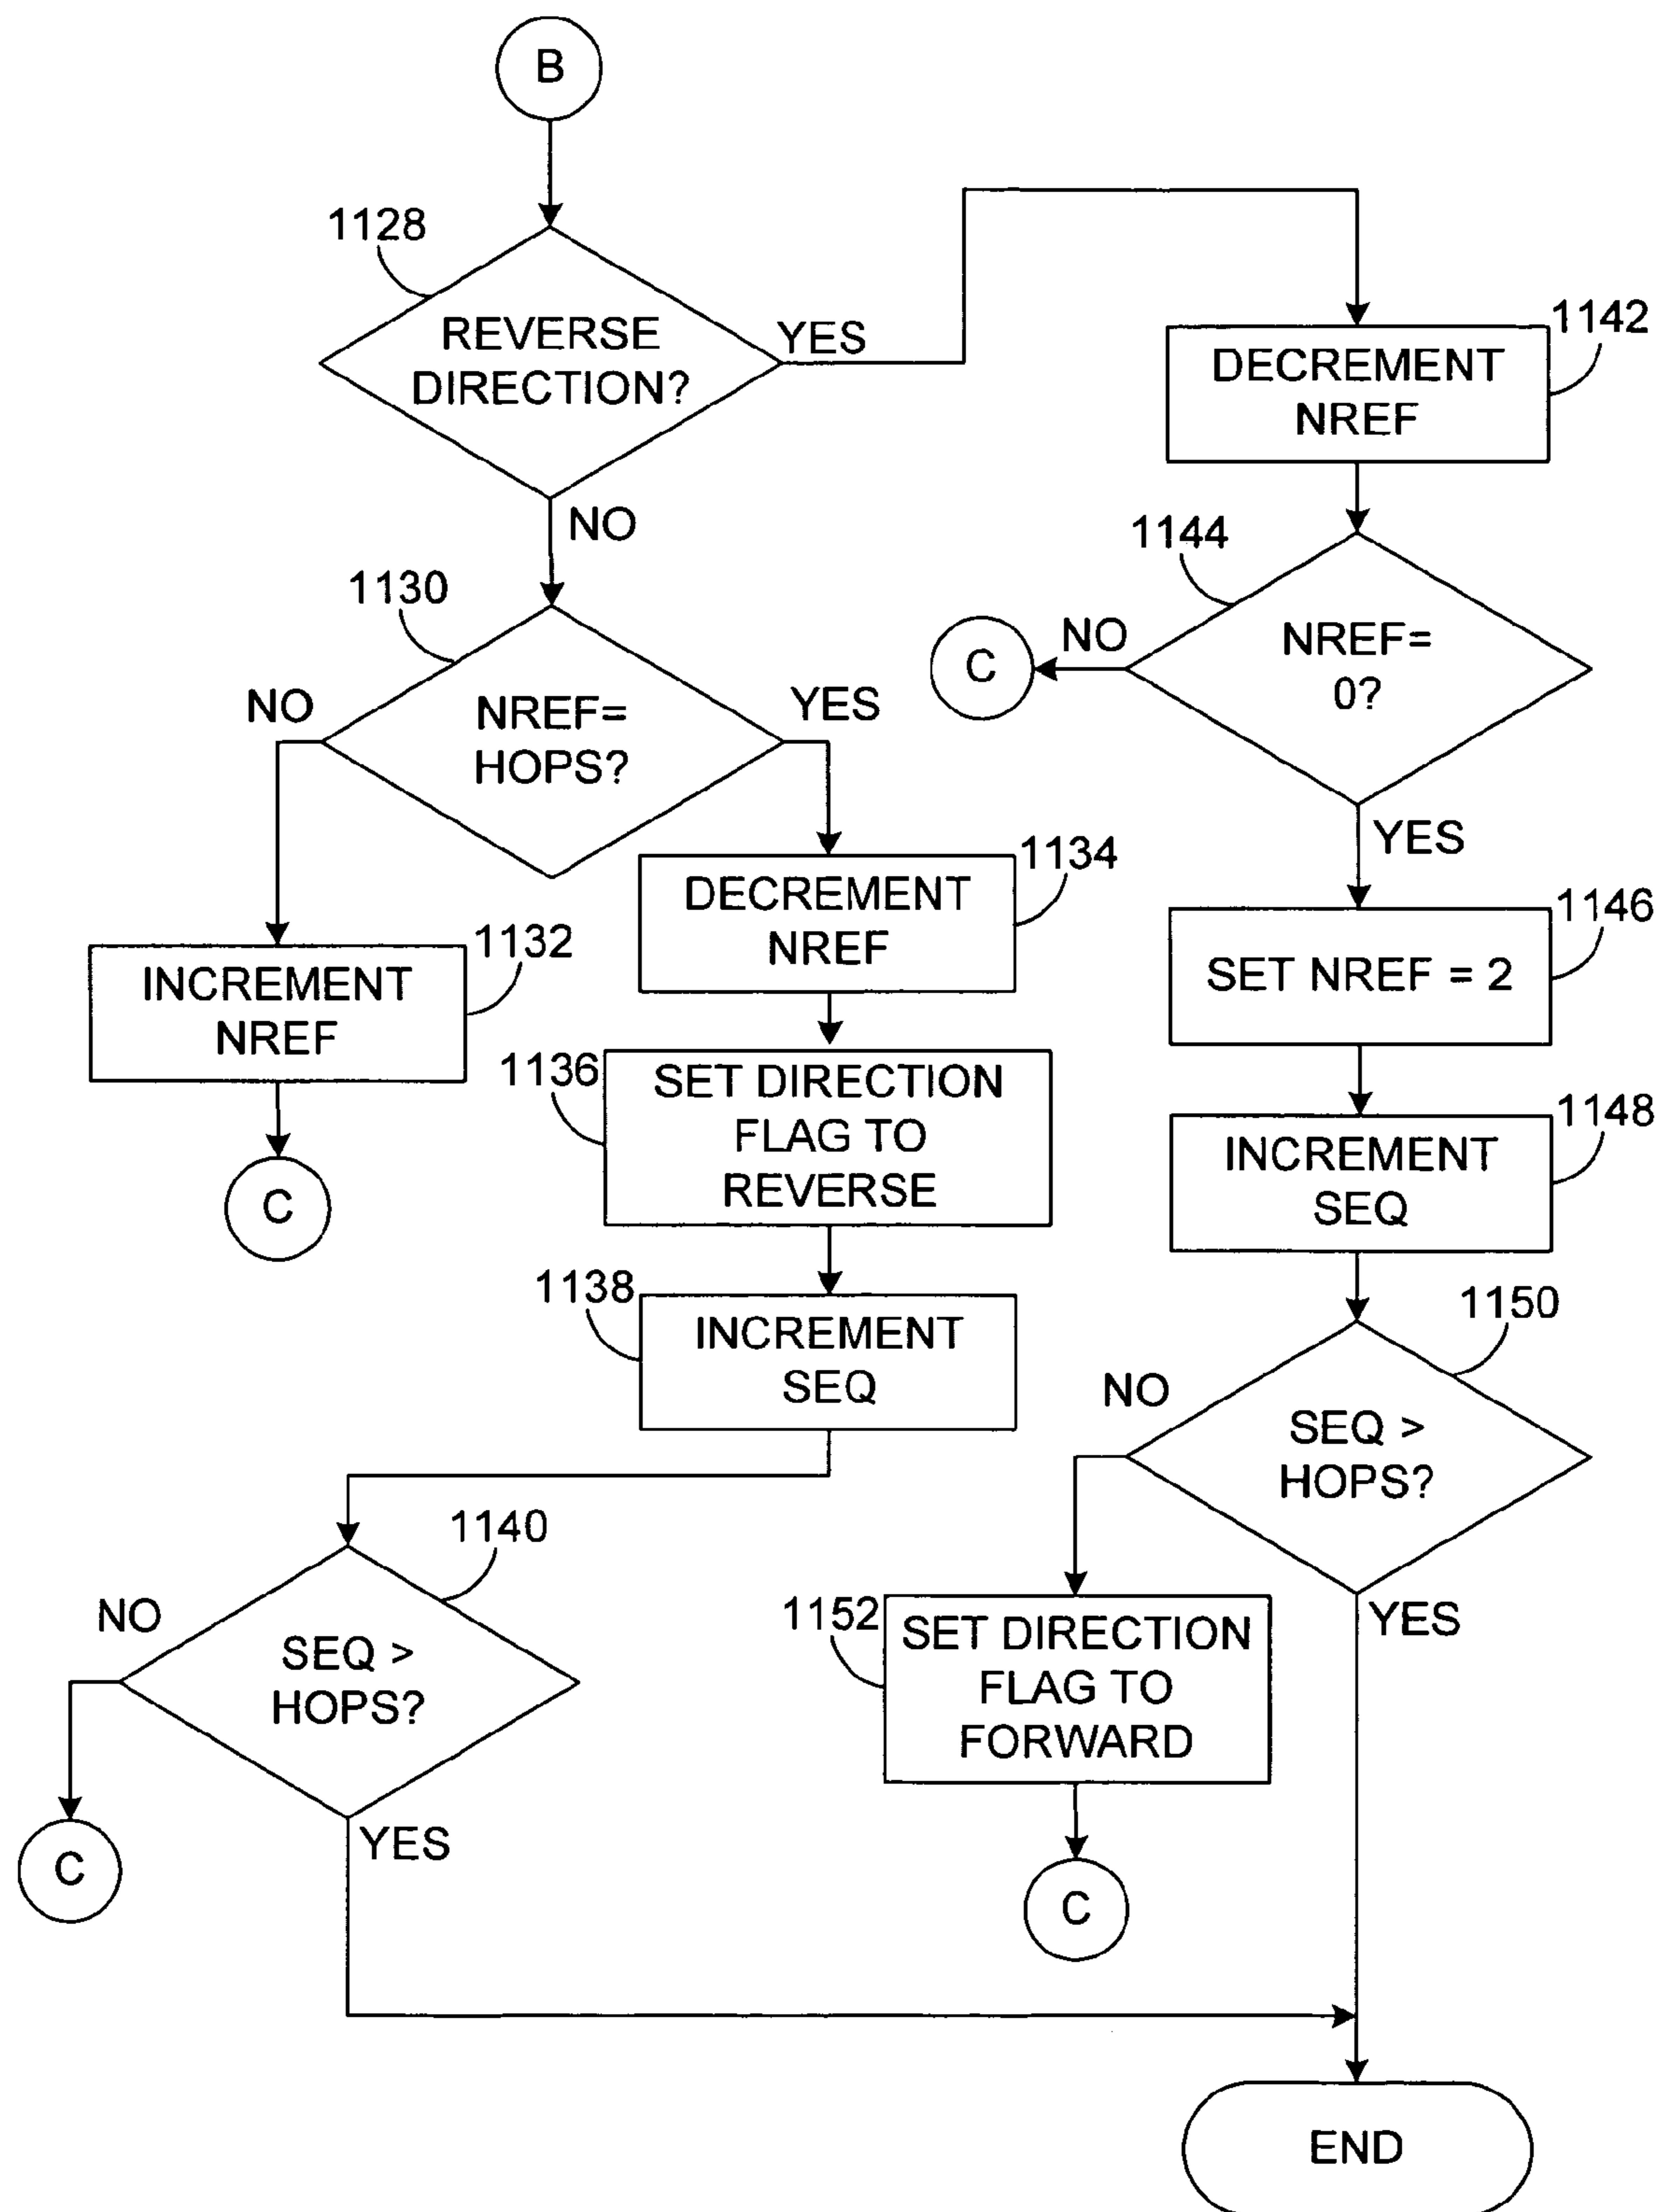 B
1128
REVERSE
DIRECTION?
YES
NO
1142
DECREMENT
NREF
1144
NREF=
0?
NO
C
YES
1130
NREF=
HOPS?
NO
YES
1132
INCREMENT
NREF
C
1134
DECREMENT
NREF
1136
SET DIRECTION
FLAG TO
REVERSE
1138
INCREMENT
SEQ
1146
SET NREF = 2
1148
INCREMENT
SEQ
1150
SEQ >
HOPS?
NO
YES
1140
SEQ >
HOPS?
NO
C
YES
1152
SET DIRECTION
FLAG TO
FORWARD
C
END